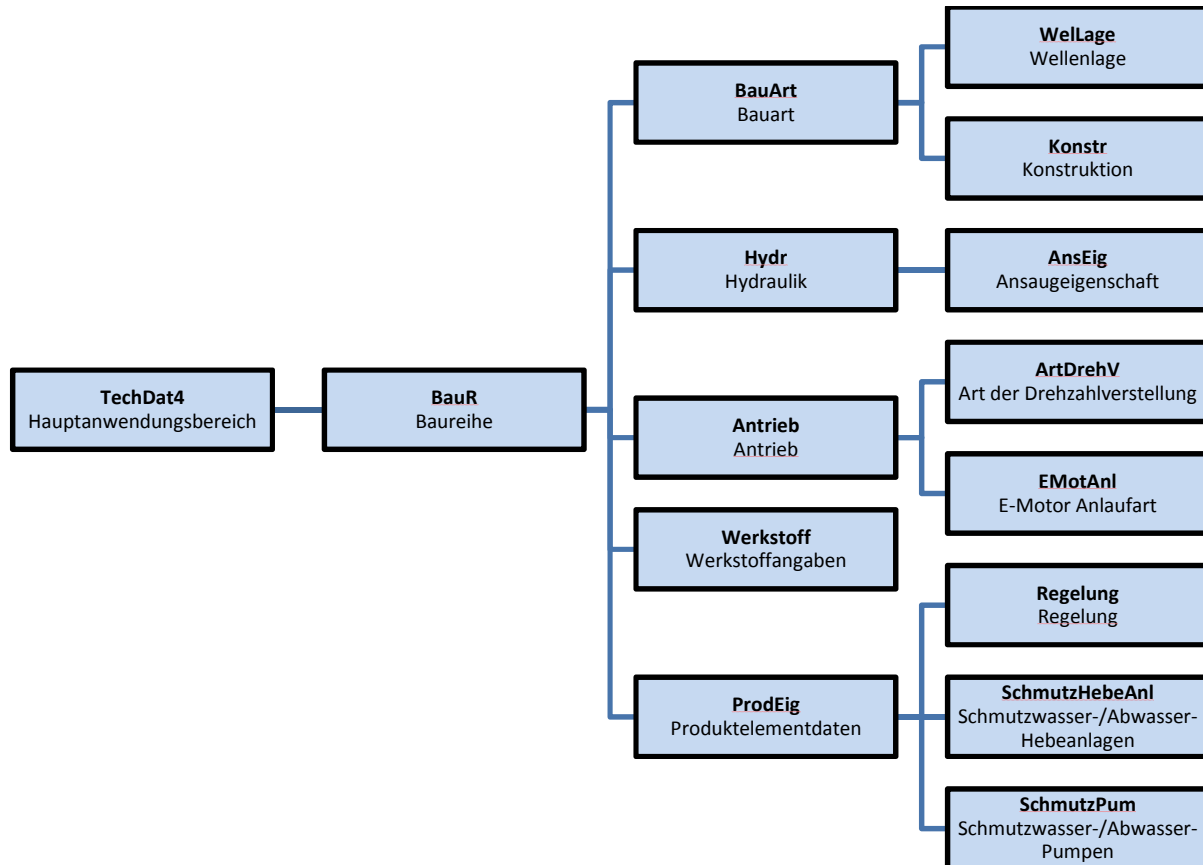 WelLage
Wellenlage
BauArt
Bauart
Konstr
Konstruktion
Hydr
Hydraulik
AnsEig
Ansaugeigenschaft
TechDat4
Hauptanwendungsbereich
BauR
Baureihe
Antrieb
Antrieb
ArtDrehV
Art der Drehzahlverstellung
EMotAnl
E-Motor Anlaufart
Werkstoff
Werkstoffangaben
Regelung
Regelung
ProdEig
Produktelementdaten
SchmutzHebeAnl
Schmutzwasser-/Abwasser-
Hebeanlagen
SchmutzPum
Schmutzwasser-/Abwasser-
Pumpen